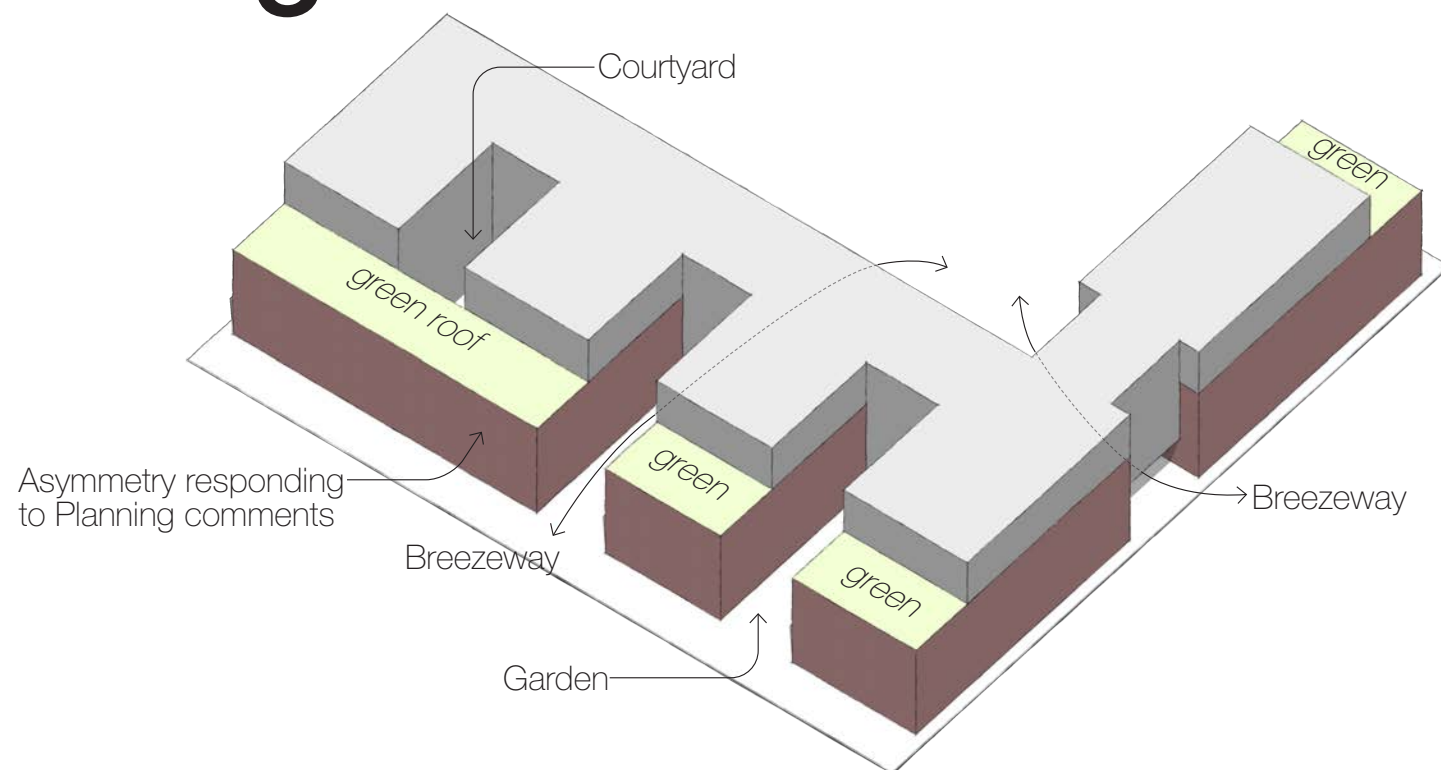 Courtyard
green
green roof
Asymmetry responding
to Planning comments
green
Breezeway
Breezeway
green
Garden